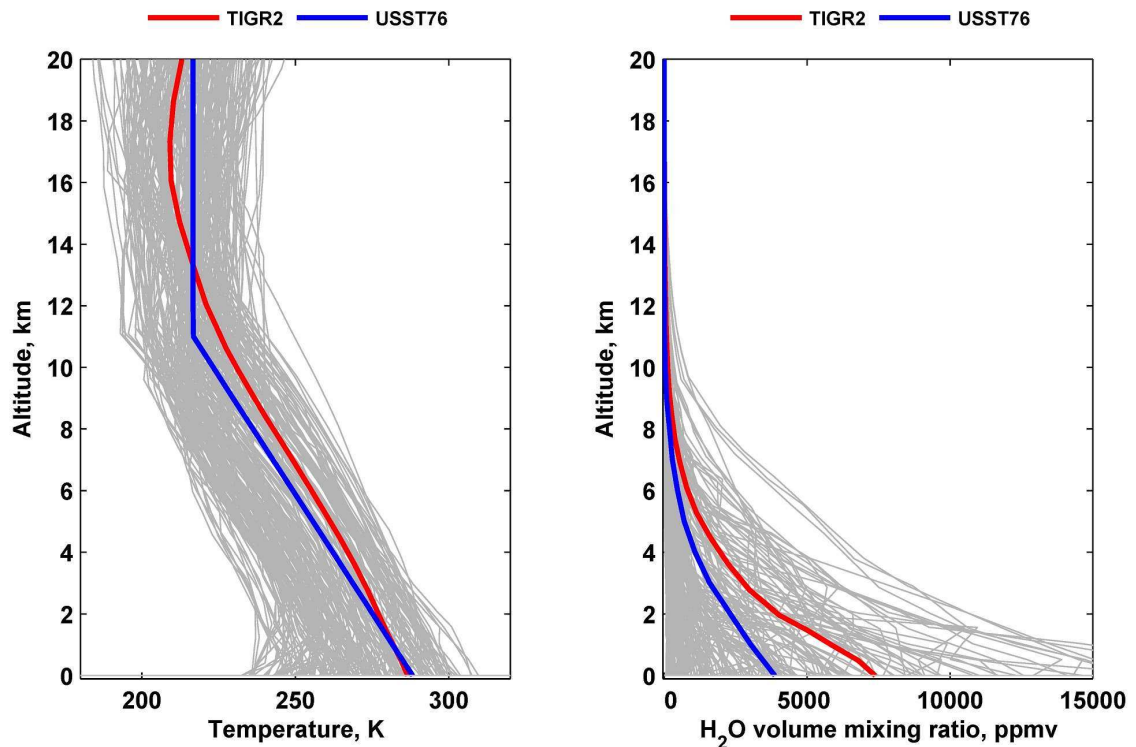 TIGR2 USST76
TIGR2 USST76
20
18
16
14
12
10
8
6
4
2
0
Altitude, km
200 250 300
Temperature, K
20
18
16
14
12
10
8
6
4
2
0
Altitude, km
0 5000 10000 15000
H₂O volume mixing ratio, ppmv